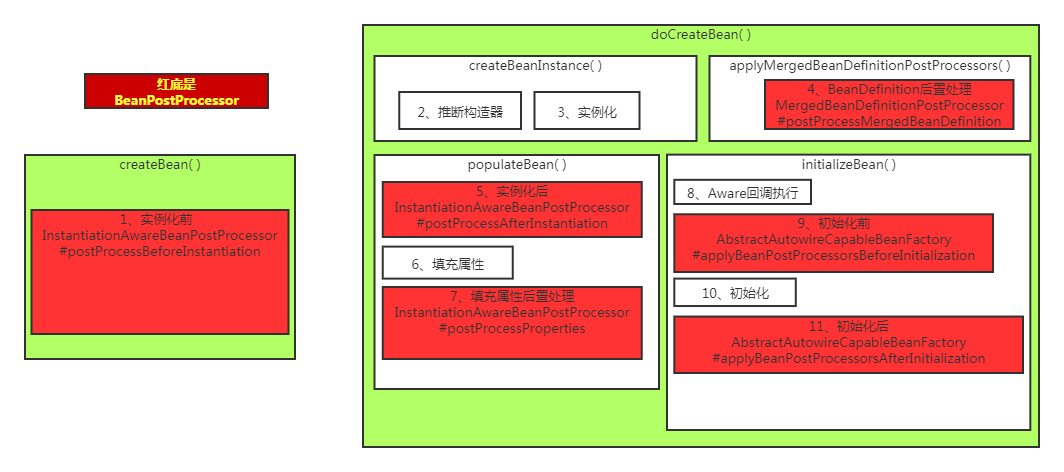 红底是
BeanPostProcessor
createBean( )
1、实例化前
InstantiationAwareBeanPostProcessor
#postProcessBeforeInstantiation
doCreateBean( )
createBeanInstance( )
2、推断构造器
3、实例化
applyMergedBeanDefinitionPostProcessors( )
4、BeanDefinition后置处理
MergedBeanDefinitionPostProcessor
#postProcessMergedBeanDefinition
populateBean( )
5、实例化后
InstantiationAwareBeanPostProcessor
#postProcessAfterInstantiation
6、填充属性
7、填充属性后置处理
InstantiationAwareBeanPostProcessor
#postProcessProperties
initializeBean( )
8、Aware回调执行
9、初始化前
AbstractAutowireCapableBeanFactory
#applyBeanPostProcessorsBeforeInitialization
10、初始化
11、初始化后
AbstractAutowireCapableBeanFactory
#applyBeanPostProcessorsAfterInitialization